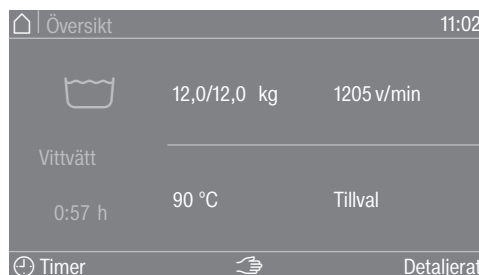 Översikt 11:02
12,0/12,0 kg 1205 v/min
Vittvätt
0:57 h
90 °C Tillval
Timer Detaljerat